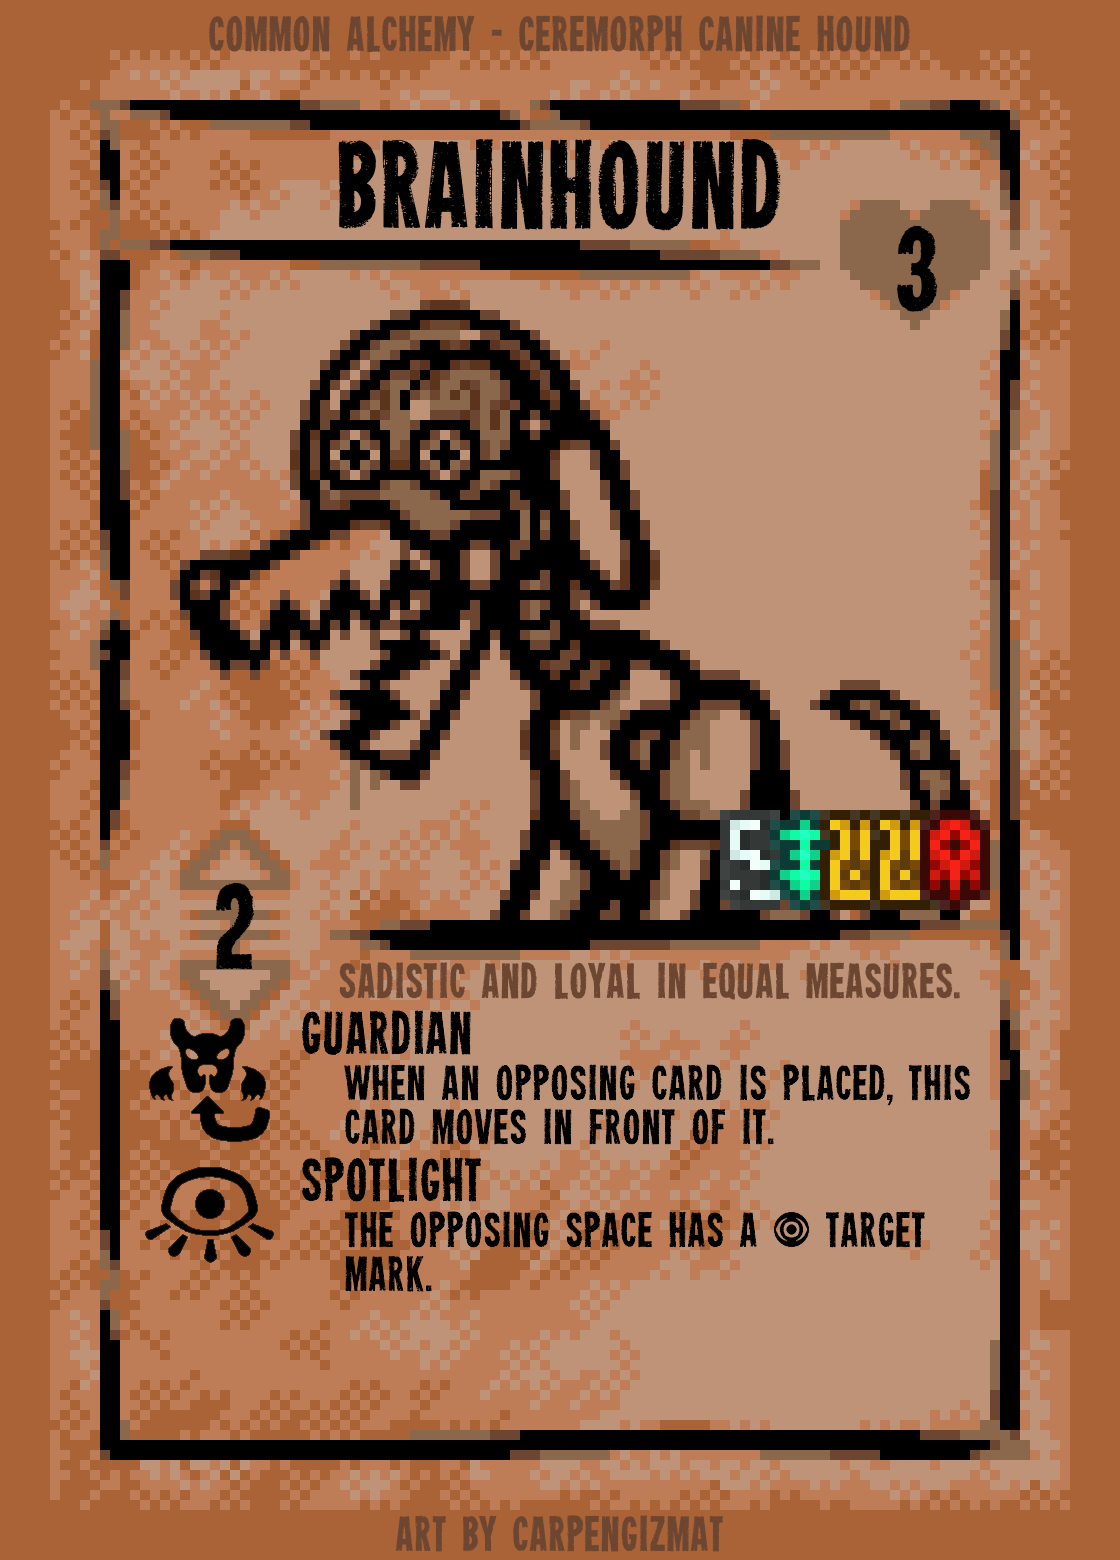 COMMON ALCHEMY - CEREMORPH CANINE HOUND
BRAINHOUND
3
2
SADISTIC AND LOYAL IN EQUAL MEASURES.
GUARDIAN
WHEN AN OPPOSING CARD IS PLACED, THIS
CARD MOVES IN FRONT OF IT.
SPOTLIGHT
THE OPPOSING SPACE HAS A TARGET
MARK.
ART BY CARPENGIZMAT